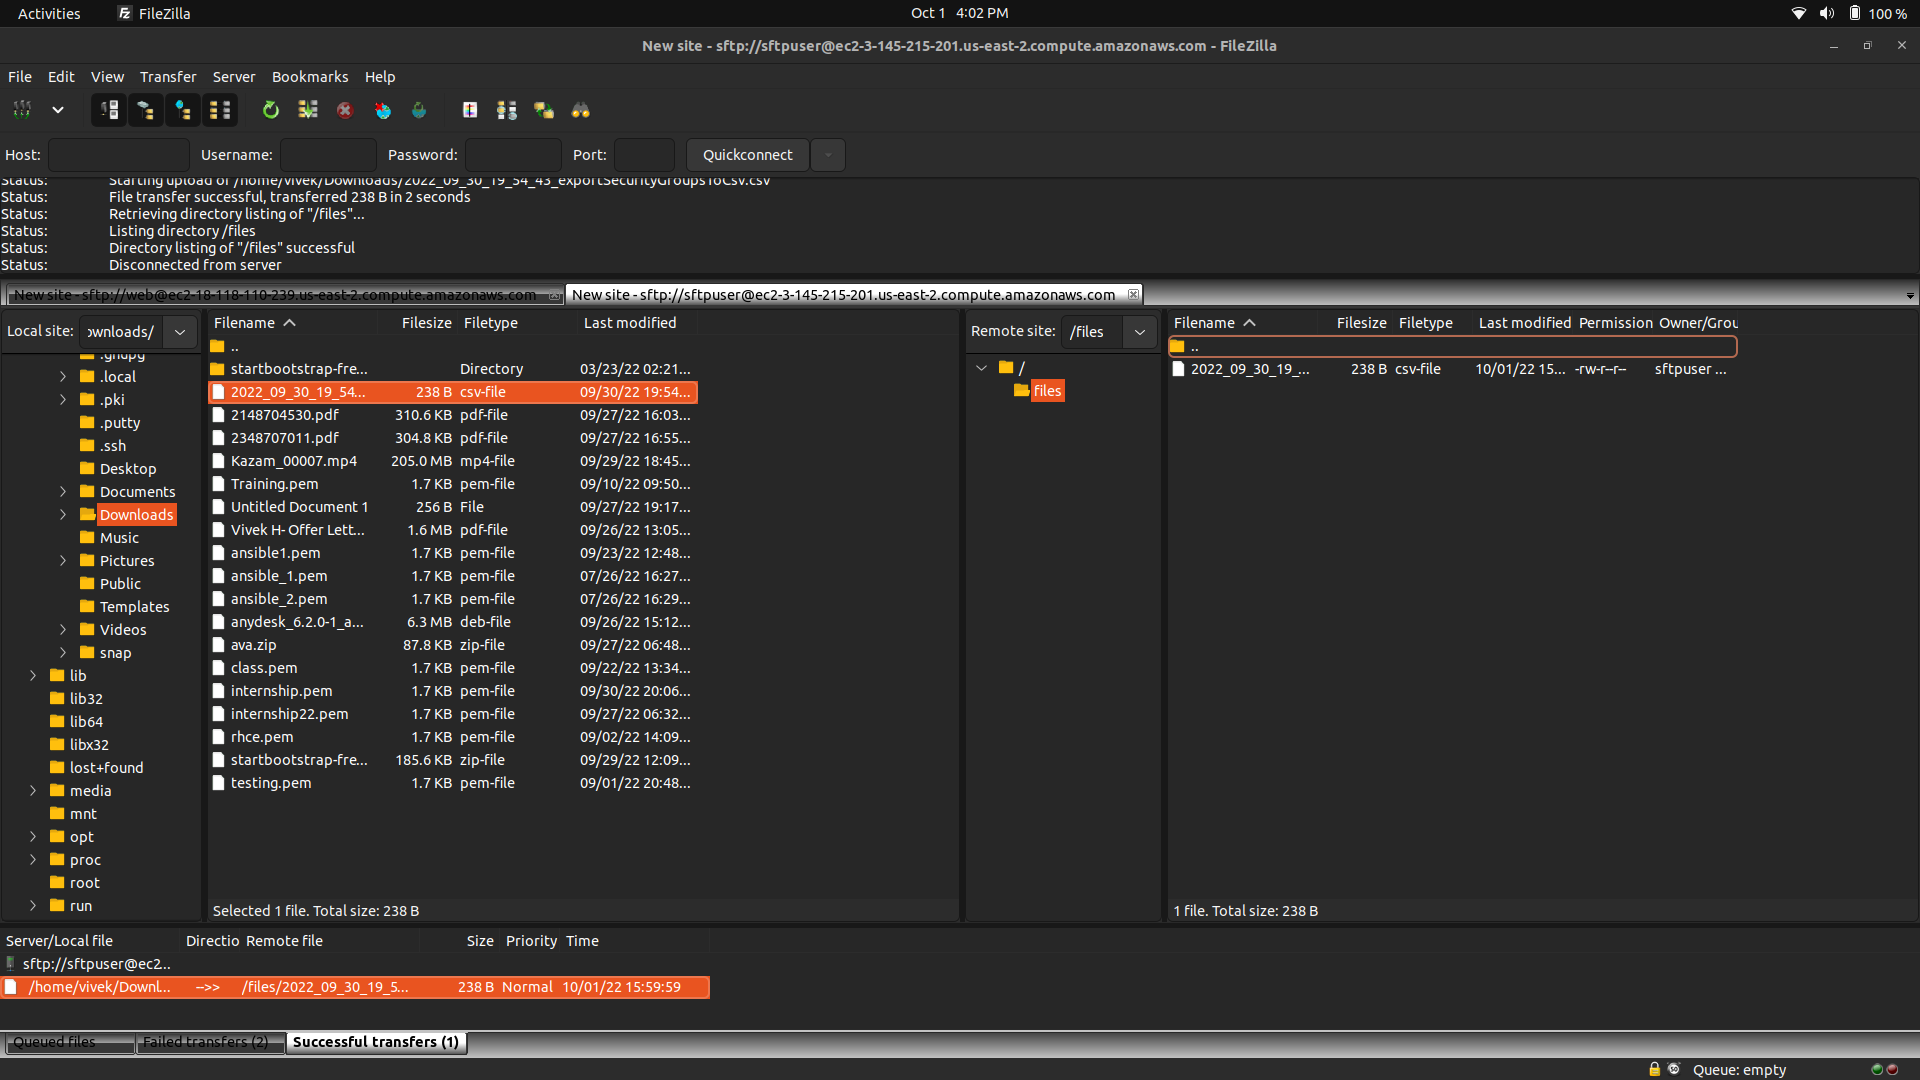 Activities FileZilla Oct 1 4:02 PM 100 %
New site - sftp://sftpuser@ec2-3-145-215-201.us-east-2.compute.amazonaws.com - FileZilla
File Edit View Transfer Server Bookmarks Help
Host: Username: Password: Port: Quickconnect
Status: Starting upload of /home/vivek/Downloads/2022_09_30_19_54_43_exportSecurityGroupsToCsv.csv
Status: File transfer successful, transferred 238 B in 2 seconds
Status: Retrieving directory listing of "/files"...
Status: Listing directory /files
Status: Directory listing of "/files" successful
Status: Disconnected from server
New site - sftp://web@ec2-18-118-110-239.us-east-2.compute.amazonaws.com New site - sftp://sftpuser@ec2-3-145-215-201.us-east-2.compute.amazonaws.com
Local site: ownloads/
.gnupg
.local
.pki
.putty
.ssh
Desktop
Documents
Downloads
Music
Pictures
Public
Templates
Videos
snap
lib
lib32
lib64
libx32
lost+found
media
mnt
opt
proc
root
run
Filename Filesize Filetype Last modified
..
startbootstrap-fre... Directory 03/23/22 02:21...
2022_09_30_19_54... 238 B csv-file 09/30/22 19:54...
2148704530.pdf 310.6 KB pdf-file 09/27/22 16:03...
2348707011.pdf 304.8 KB pdf-file 09/27/22 16:55...
Kazam_00007.mp4 205.0 MB mp4-file 09/29/22 18:45...
Training.pem 1.7 KB pem-file 09/10/22 09:50...
Untitled Document 1 256 B File 09/27/22 19:17...
Vivek H- Offer Lett... 1.6 MB pdf-file 09/26/22 13:05...
ansible1.pem 1.7 KB pem-file 09/23/22 12:48...
ansible_1.pem 1.7 KB pem-file 07/26/22 16:27...
ansible_2.pem 1.7 KB pem-file 07/26/22 16:29...
anydesk_6.2.0-1_a... 6.3 MB deb-file 09/26/22 15:12...
ava.zip 87.8 KB zip-file 09/27/22 06:48...
class.pem 1.7 KB pem-file 09/22/22 13:34...
internship.pem 1.7 KB pem-file 09/30/22 20:06...
internship22.pem 1.7 KB pem-file 09/27/22 06:32...
rhce.pem 1.7 KB pem-file 09/02/22 14:09...
startbootstrap-fre... 185.6 KB zip-file 09/29/22 12:09...
testing.pem 1.7 KB pem-file 09/01/22 20:48...
Selected 1 file. Total size: 238 B
Remote site: /files
/
files
Filename Filesize Filetype Last modified Permission Owner/Grou
..
2022_09_30_19_... 238 B csv-file 10/01/22 15... -rw-r--r-- sftpuser ...
1 file. Total size: 238 B
Server/Local file Directio Remote file Size Priority Time
sftp://sftpuser@ec2...
/home/vivek/Downl... -->> /files/2022_09_30_19_5... 238 B Normal 10/01/22 15:59:59
Queued files Failed transfers (2) Successful transfers (1)
Queue: empty